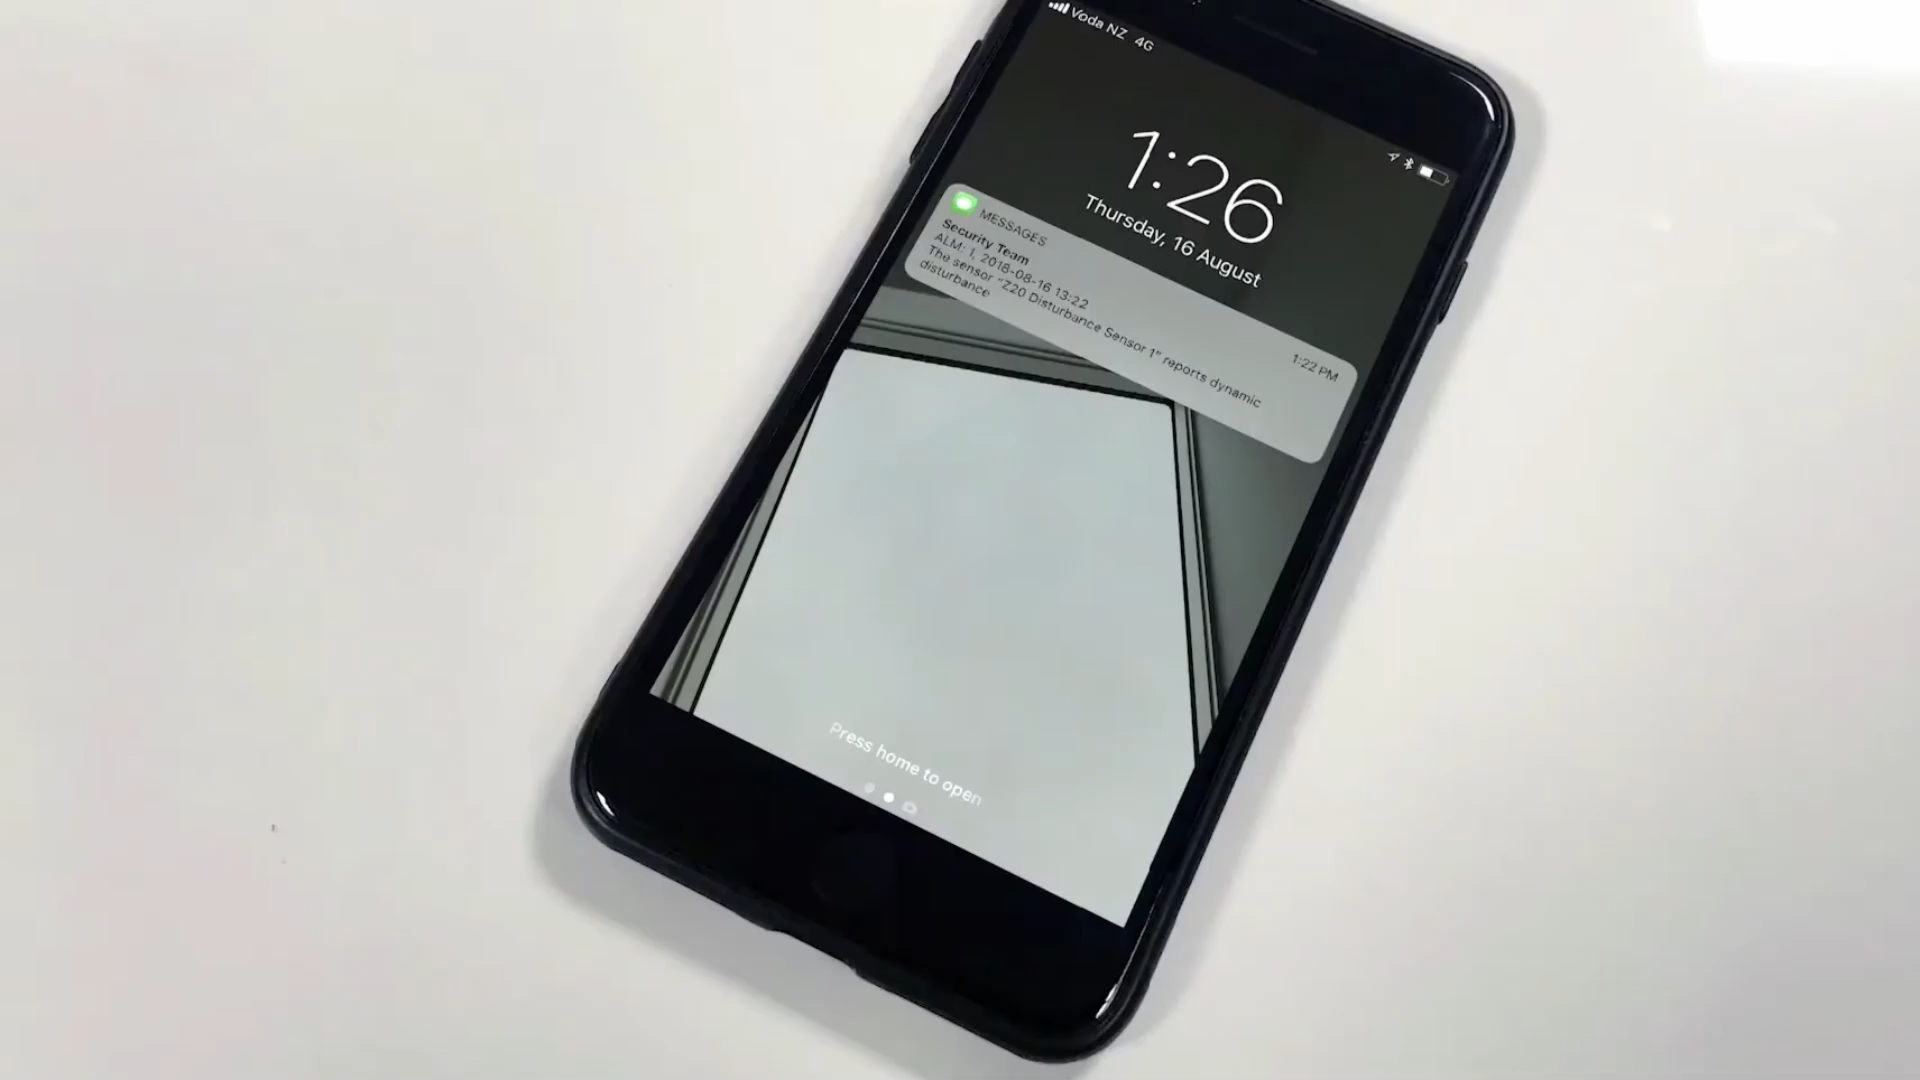 Voda NZ 4G
1:26
Thursday, 16 August
MESSAGES 1:22 PM
Security Team
ALM: 1, 2018-08-16 13:22
The sensor "Z20 Disturbance Sensor 1" reports dynamic
disturbance
Press home to open